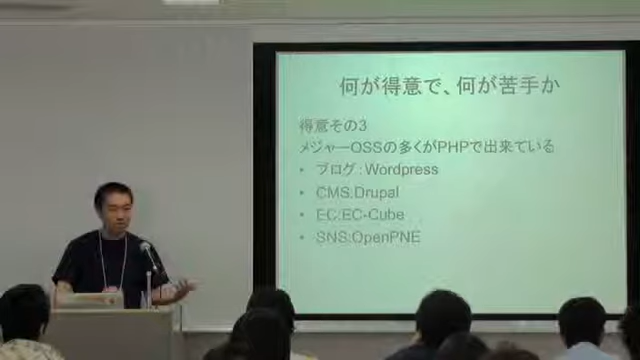 何が得意で、何が苦手か
得意その3
メジャーOSSの多くがPHPで出来ている
• ブログ：Wordpress
• CMS:Drupal
• EC:EC-Cube
• SNS:OpenPNE